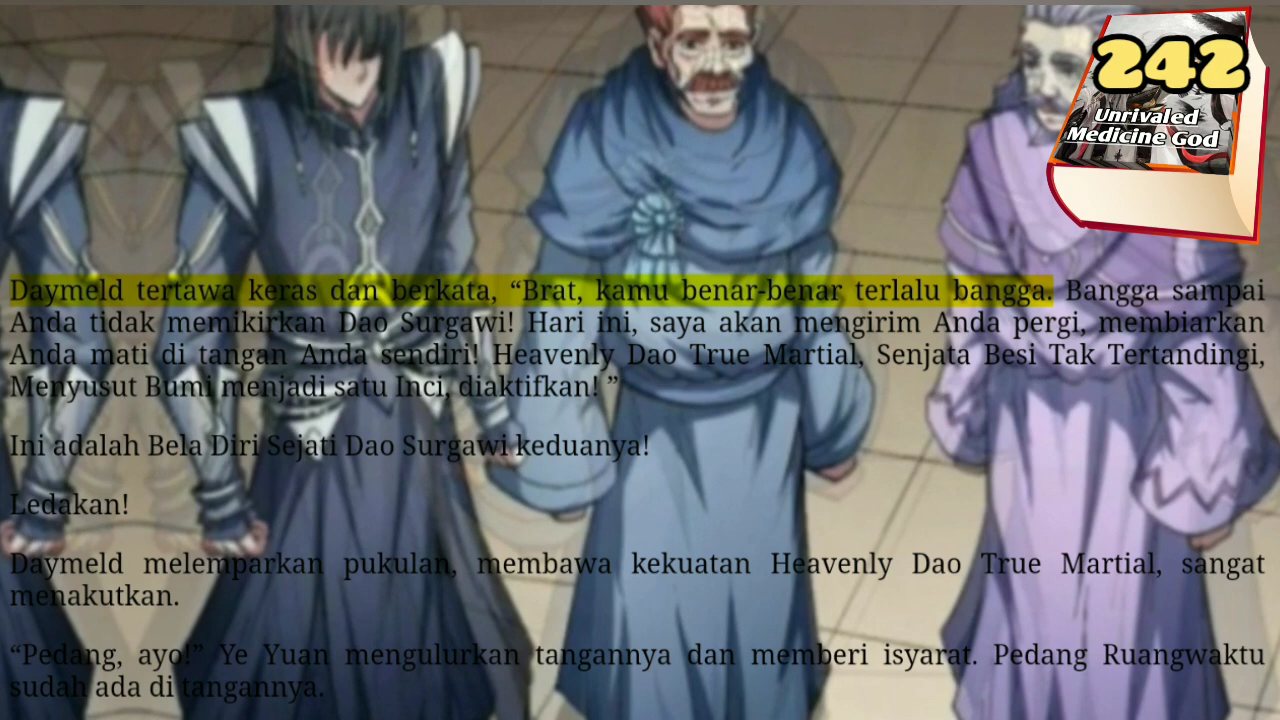 242
Unrivaled
Medicine God
Daymeld tertawa keras dan berkata, “Brat, kamu benar-benar terlalu bangga. Bangga sampai
Anda tidak memikirkan Dao Surgawi! Hari ini, saya akan mengirim Anda pergi, membiarkan
Anda mati di tangan Anda sendiri! Heavenly Dao True Martial, Senjata Besi Tak Tertandingi,
Menyusut Bumi menjadi satu Inci, diaktifkan! ”
Ini adalah Bela Diri Sejati Dao Surgawi keduanya!
Ledakan!
Daymeld melemparkan pukulan, membawa kekuatan Heavenly Dao True Martial, sangat
menakutkan.
“Pedang, ayo!” Ye Yuan mengulurkan tangannya dan memberi isyarat. Pedang Ruangwaktu
sudah ada di tangannya.